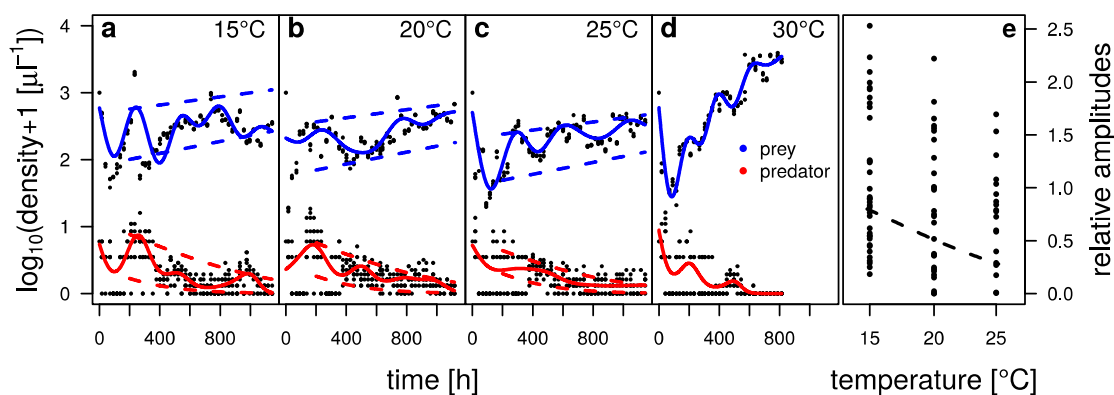 a 15°C b 20°C c 25°C d 30°C e
log₁₀(density+1 [µl⁻¹])
4
3
2
1
0
prey
predator
2.5
2.0
1.5
1.0
0.5
0.0
relative amplitudes
0 400 800 0 400 800 0 400 800 0 400 800 15 20 25
time [h] temperature [°C]